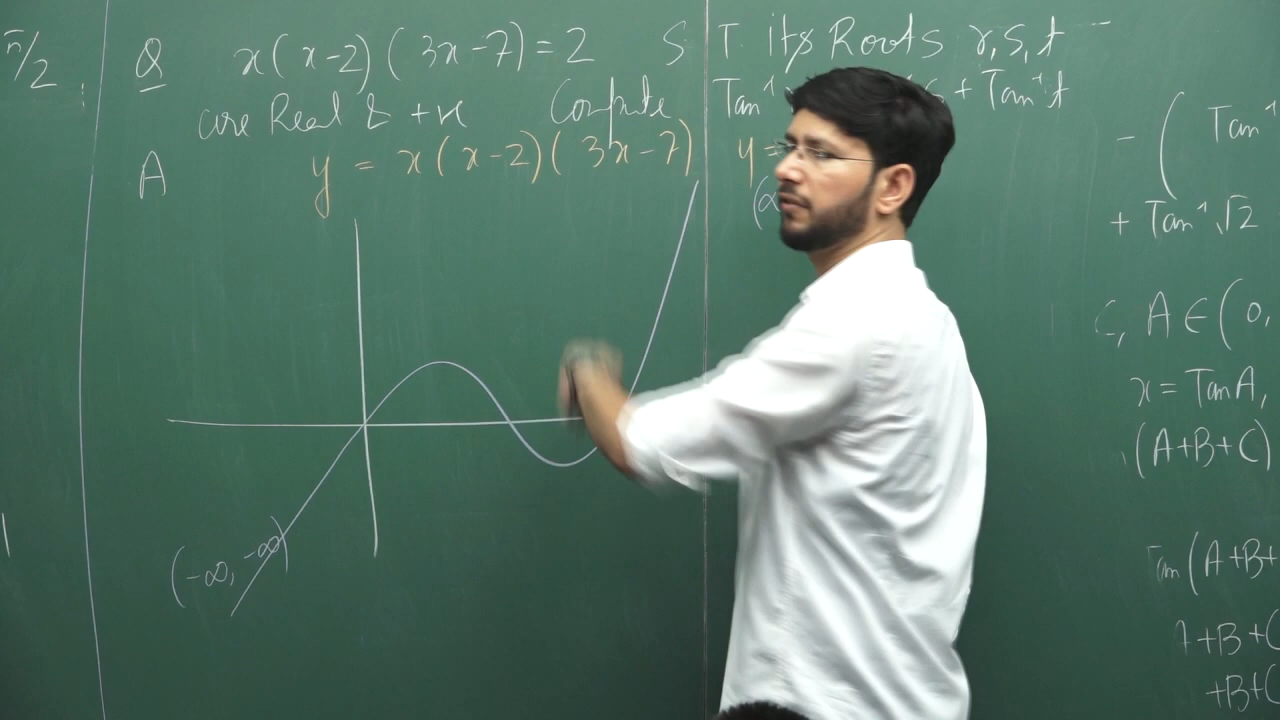 π/2
Q x(x-2)(3x-7)=2 S T. its Roots r,s,t
are Real & +ve Compute Tan⁻¹ + Tan⁻¹t
A y = x(x-2)(3x-7) y=
(-∞, -∞)
- ( Tan⁻¹
+ Tan⁻¹√2
C, A ∈ (0,
x = TanA,
(A+B+C)
Tan(A+B+
+B+C
+B+C